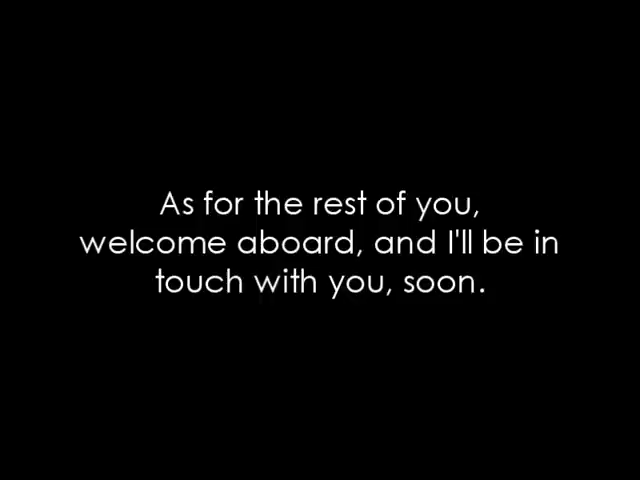 As for the rest of you,
welcome aboard, and I'll be in
touch with you, soon.